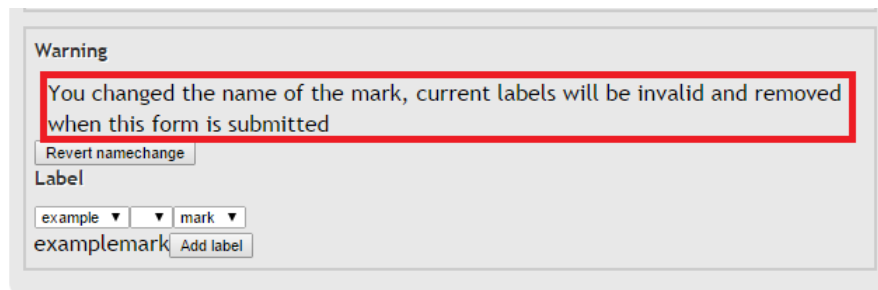 Warning
You changed the name of the mark, current labels will be invalid and removed
when this form is submitted
Revert namechange
Label
example mark
examplemark Add label